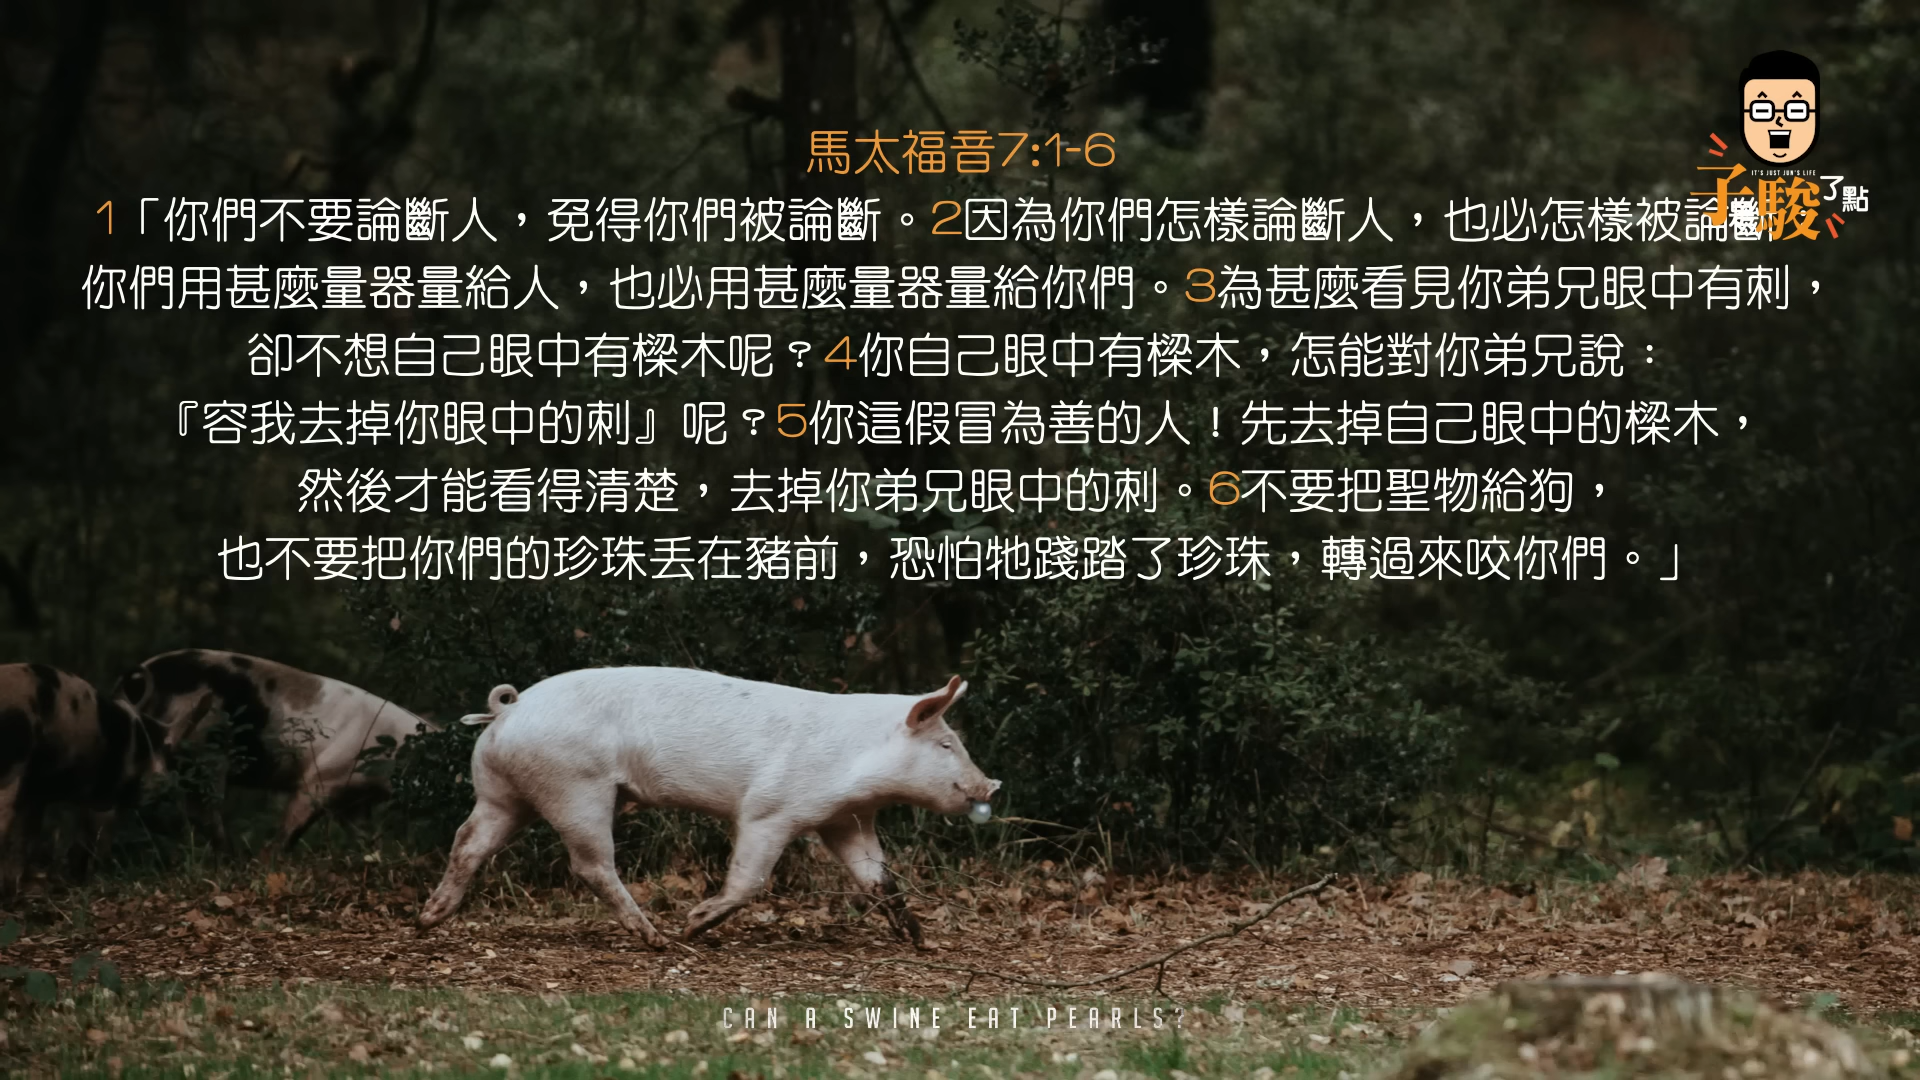 馬太福音7:1-6
1「你們不要論斷人，免得你們被論斷。2因為你們怎樣論斷人，也必怎樣被論斷
你們用甚麼量器量給人，也必用甚麼量器量給你們。3為甚麼看見你弟兄眼中有刺，
卻不想自己眼中有樑木呢？4你自己眼中有樑木，怎能對你弟兄說：
『容我去掉你眼中的刺』呢？5你這假冒為善的人！先去掉自己眼中的樑木，
然後才能看得清楚，去掉你弟兄眼中的刺。6不要把聖物給狗，
也不要把你們的珍珠丟在豬前，恐怕牠踐踏了珍珠，轉過來咬你們。」
IT'S JUST JUN'S LIFE
子駿了點
CAN A SWINE EAT PEARLS?